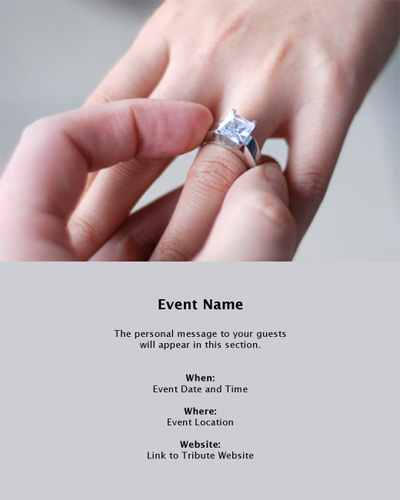 Event Name
The personal message to your guests
will appear in this section.
When:
Event Date and Time
Where:
Event Location
Website:
Link to Tribute Website